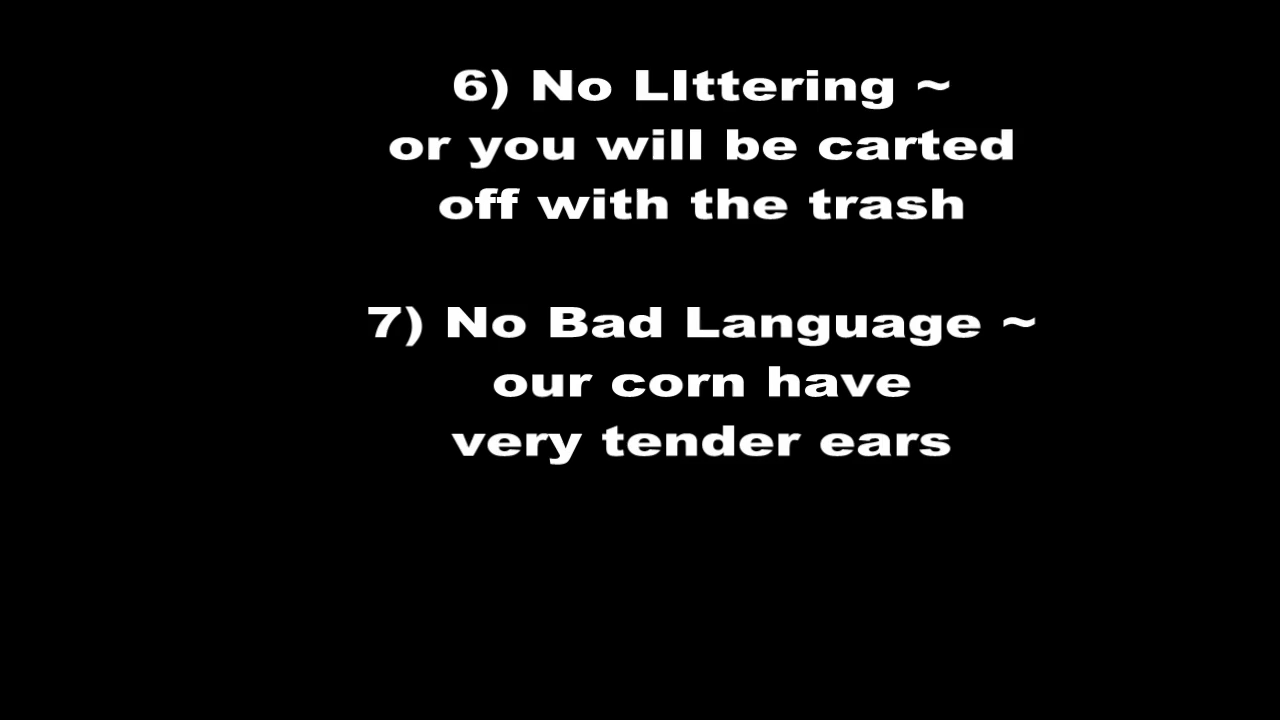 6) No LIttering ~
or you will be carted
off with the trash
7) No Bad Language ~
our corn have
very tender ears